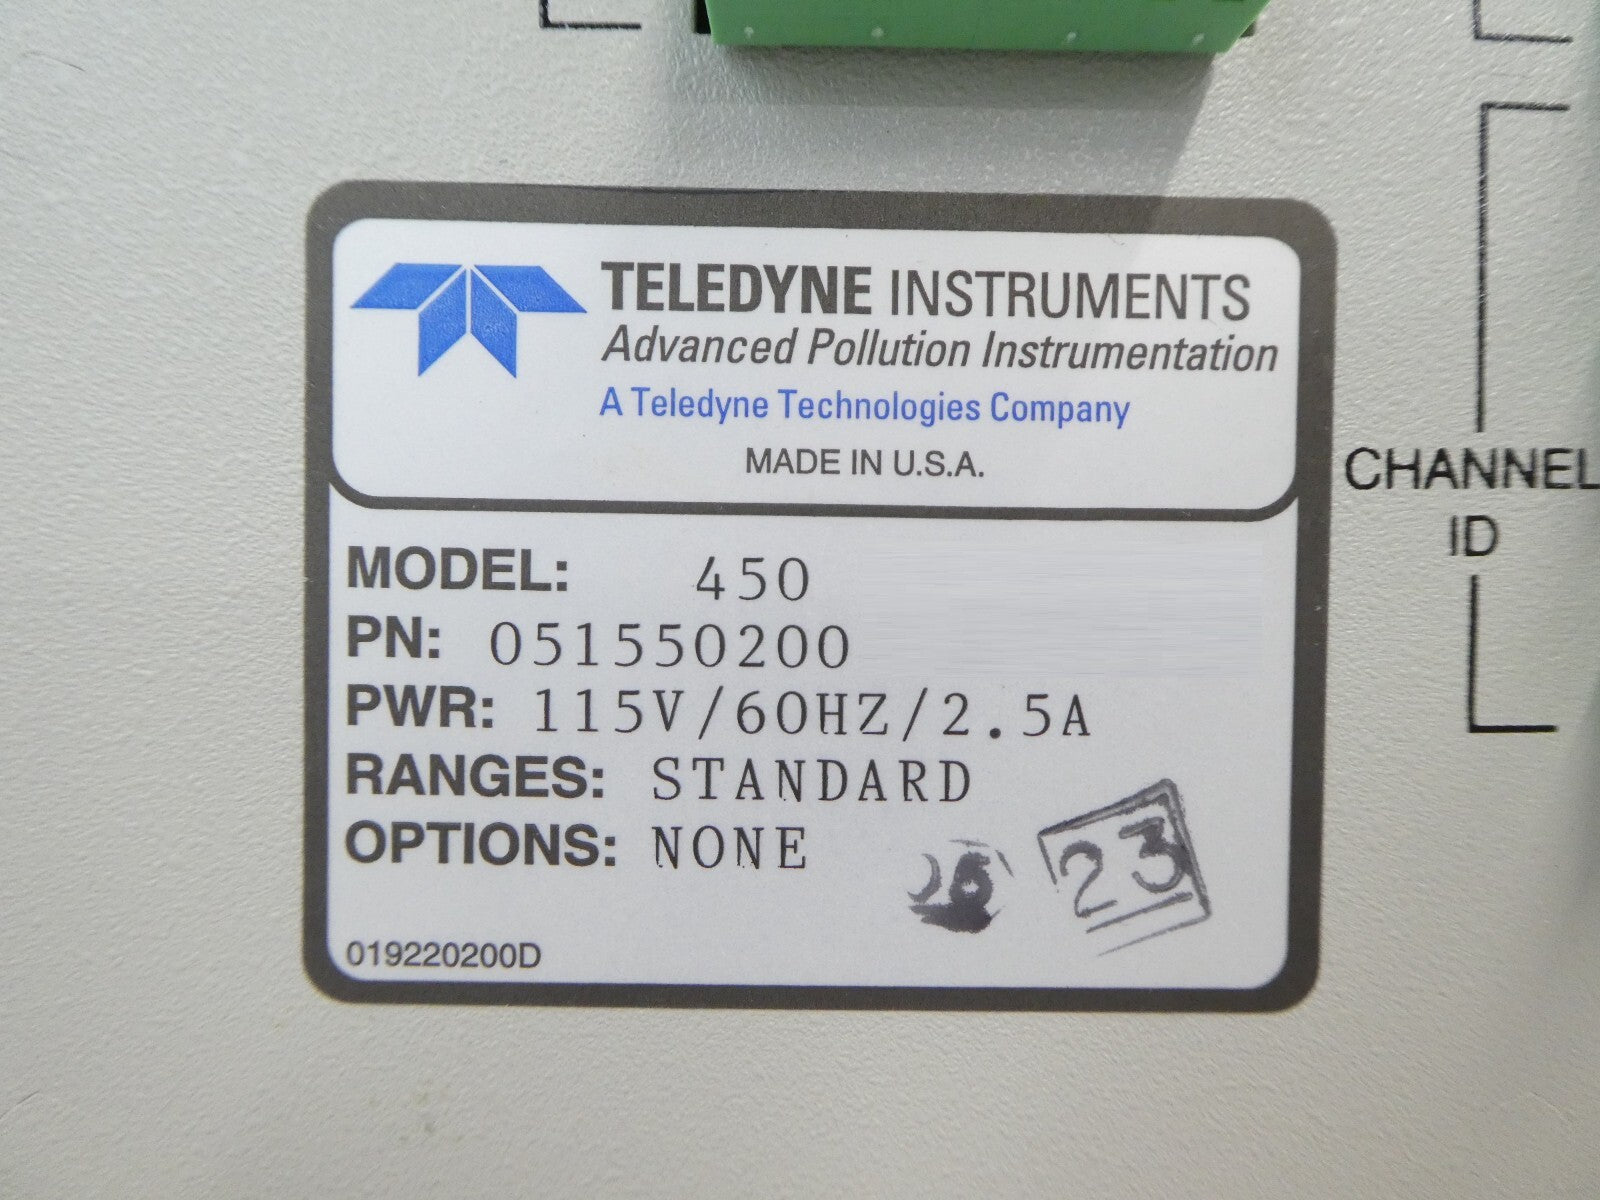 TELEDYNE INSTRUMENTS
Advanced Pollution Instrumentation
A Teledyne Technologies Company
MADE IN U.S.A.
MODEL: 450
PN: 051550200
PWR: 115V/60HZ/2.5A
RANGES: STANDARD
OPTIONS: NONE
23
019220200D
CHANNEL
ID